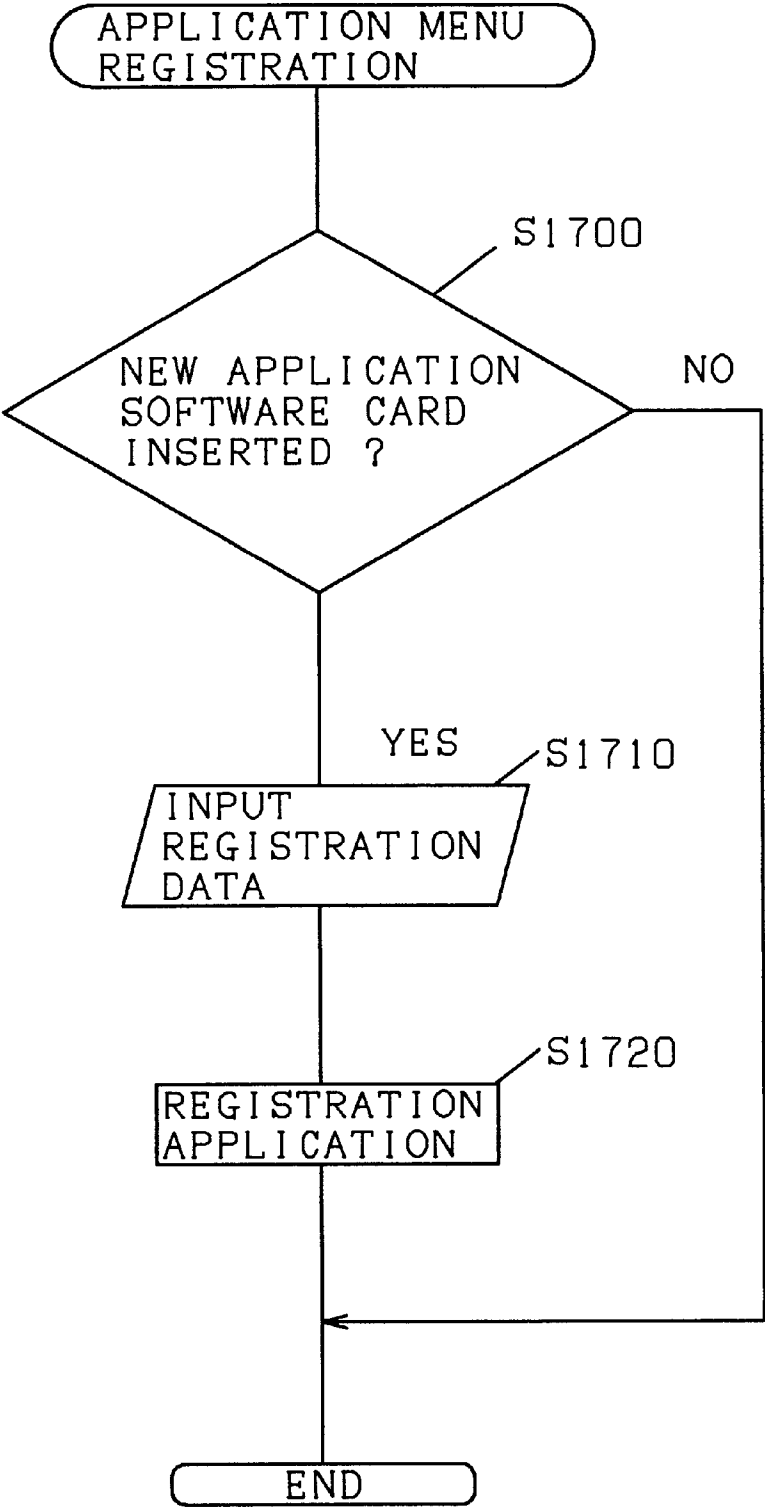 APPLICATION MENU
REGISTRATION
S1700
NEW APPLICATION
SOFTWARE CARD
INSERTED ?
NO
YES
S1710
INPUT
REGISTRATION
DATA
S1720
REGISTRATION
APPLICATION
END